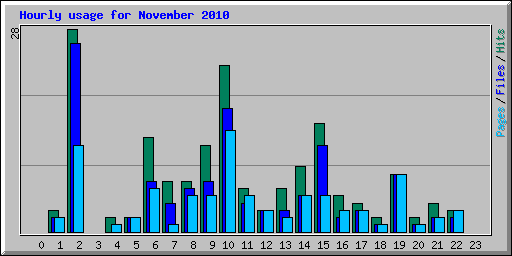 Hourly usage for November 2010
28
Pages/Files/Hits
0 1 2 3 4 5 6 7 8 9 10 11 12 13 14 15 16 17 18 19 20 21 22 23